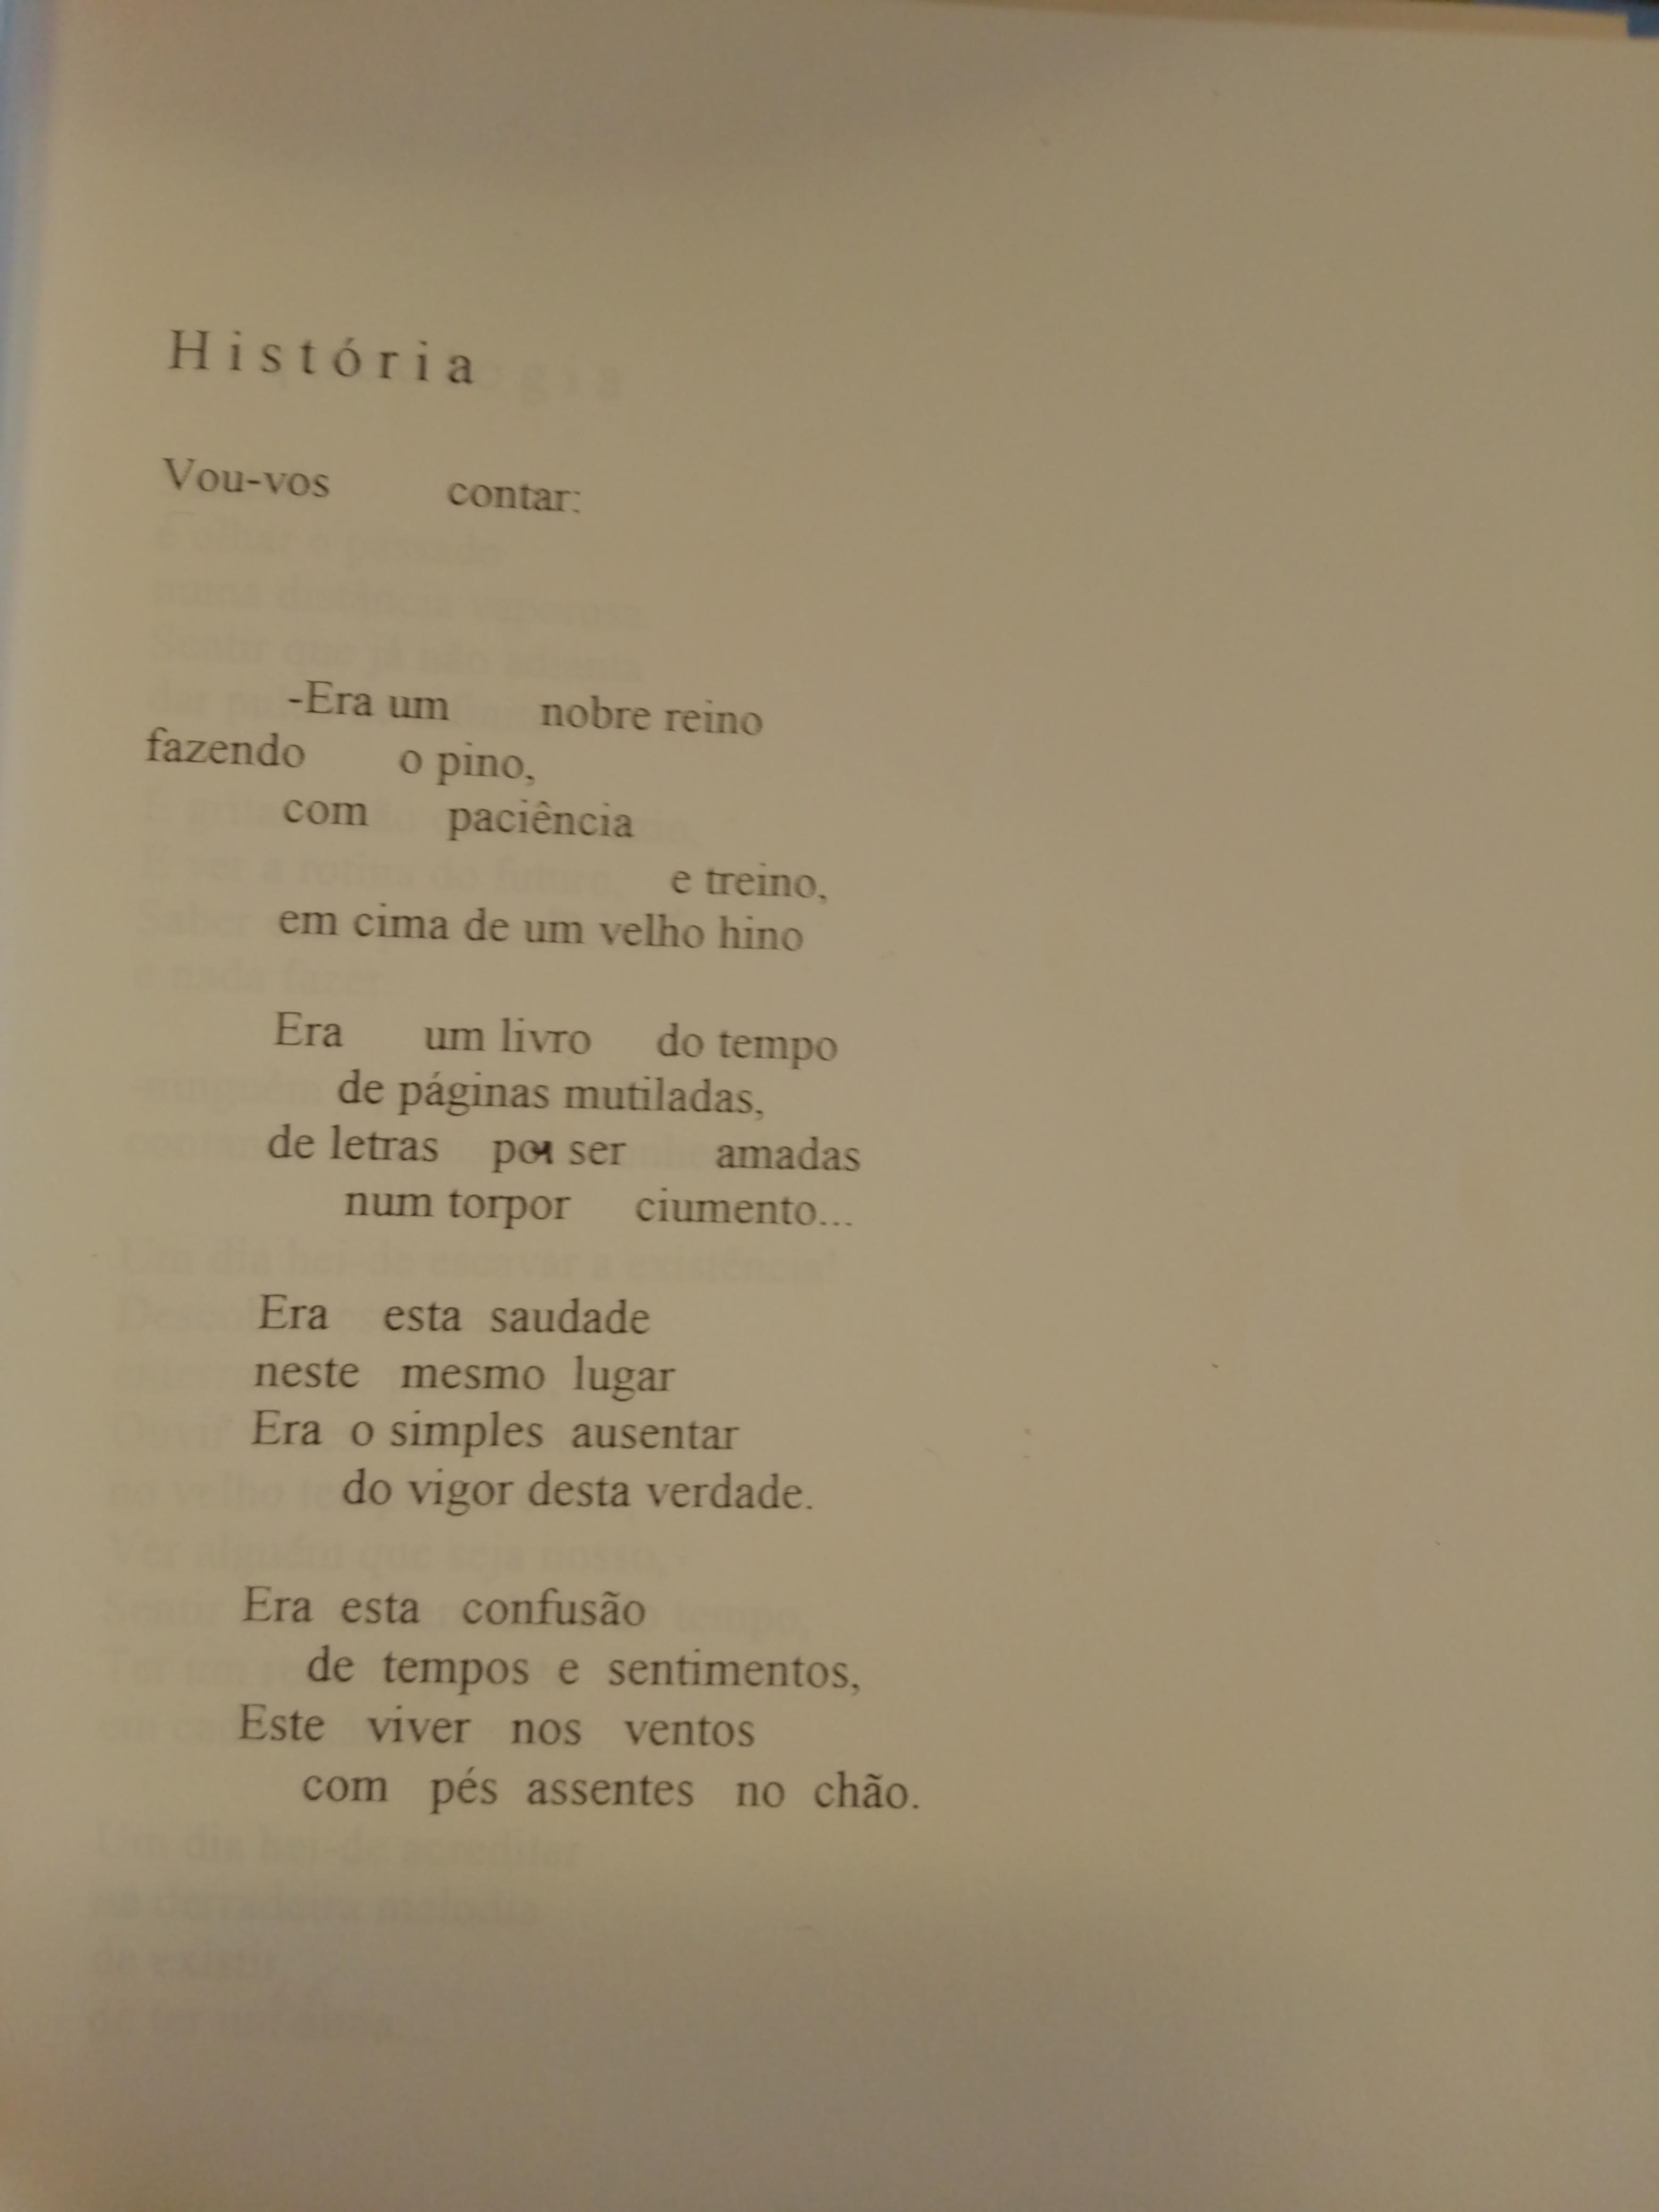 História
Vou-vos contar:
-Era um nobre reino
fazendo o pino,
com paciência
e treino,
em cima de um velho hino
Era um livro do tempo
de páginas mutiladas,
de letras por ser amadas
num torpor ciumento...
Era esta saudade
neste mesmo lugar
Era o simples ausentar
do vigor desta verdade.
Era esta confusão
de tempos e sentimentos,
Este viver nos ventos
com pés assentes no chão.